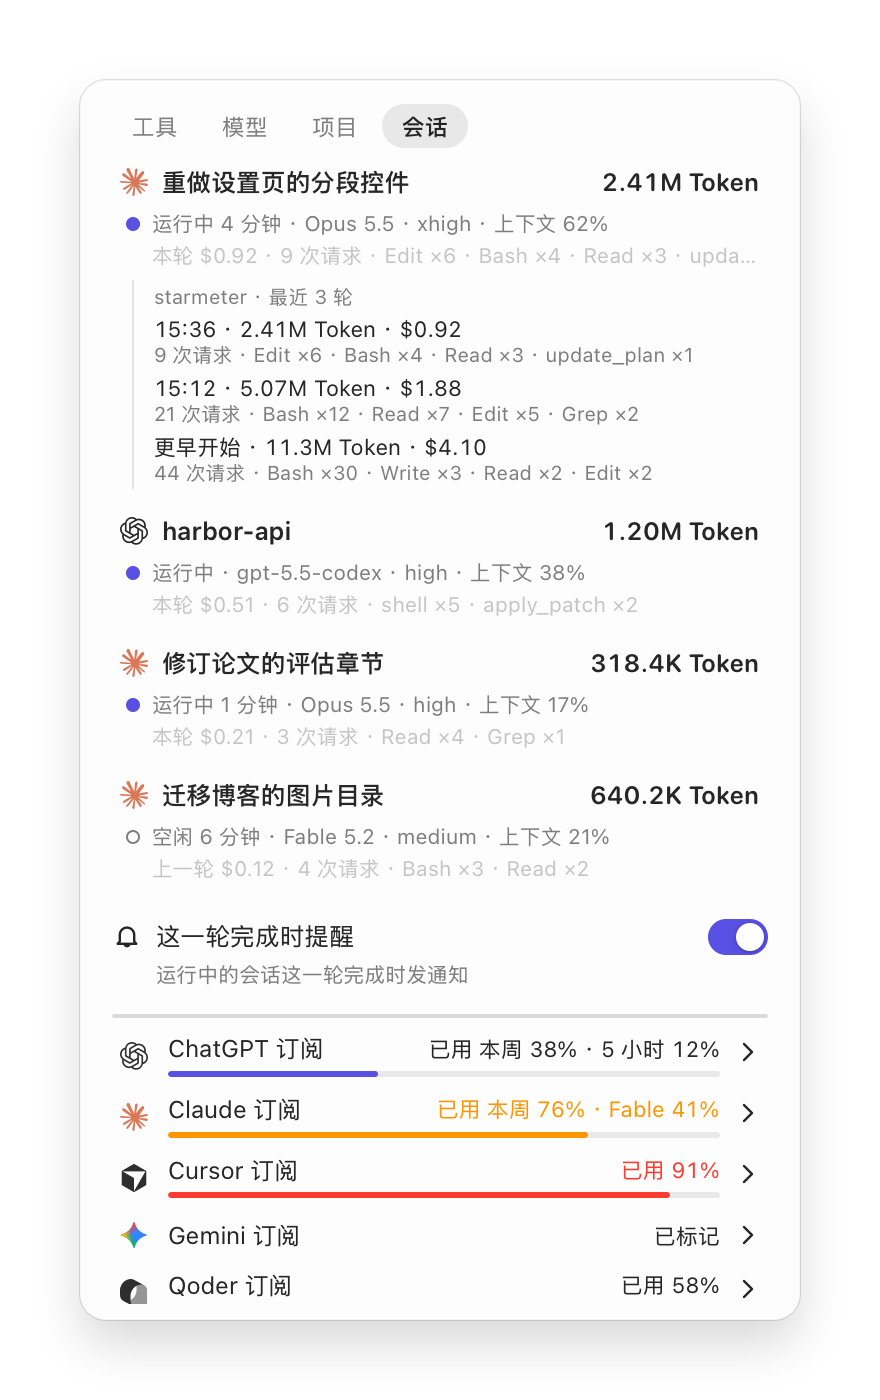 工具 模型 项目 会话
重做设置页的分段控件 2.41M Token
运行中 4 分钟 · Opus 5.5 · xhigh · 上下文 62%
本轮 $0.92 · 9 次请求 · Edit ×6 · Bash ×4 · Read ×3 · upda...
starmeter · 最近 3 轮
15:36 · 2.41M Token · $0.92
9 次请求 · Edit ×6 · Bash ×4 · Read ×3 · update_plan ×1
15:12 · 5.07M Token · $1.88
21 次请求 · Bash ×12 · Read ×7 · Edit ×5 · Grep ×2
更早开始 · 11.3M Token · $4.10
44 次请求 · Bash ×30 · Write ×3 · Read ×2 · Edit ×2
harbor-api 1.20M Token
运行中 · gpt-5.5-codex · high · 上下文 38%
本轮 $0.51 · 6 次请求 · shell ×5 · apply_patch ×2
修订论文的评估章节 318.4K Token
运行中 1 分钟 · Opus 5.5 · high · 上下文 17%
本轮 $0.21 · 3 次请求 · Read ×4 · Grep ×1
迁移博客的图片目录 640.2K Token
空闲 6 分钟 · Fable 5.2 · medium · 上下文 21%
上一轮 $0.12 · 4 次请求 · Bash ×3 · Read ×2
这一轮完成时提醒
运行中的会话这一轮完成时发通知
ChatGPT 订阅 已用 本周 38% · 5 小时 12%
Claude 订阅 已用 本周 76% · Fable 41%
Cursor 订阅 已用 91%
Gemini 订阅 已标记
Qoder 订阅 已用 58%